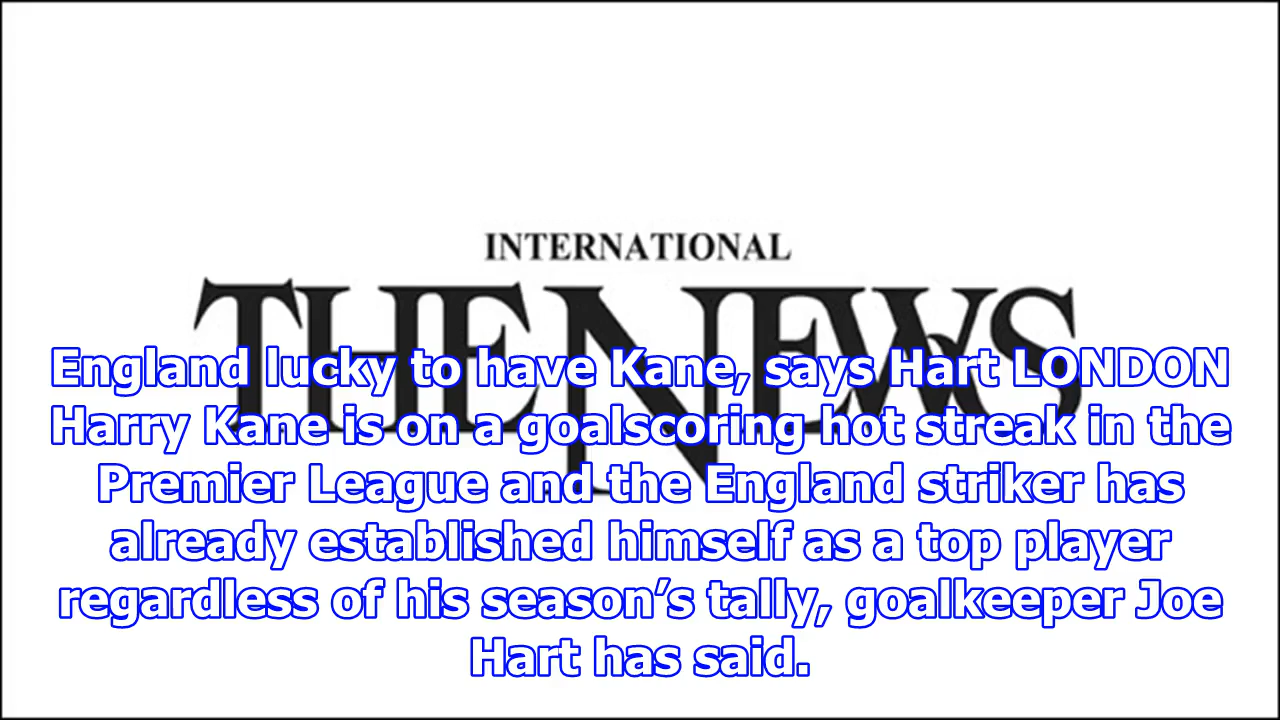 INTERNATIONAL
THE NEWS
England lucky to have Kane, says Hart LONDON
Harry Kane is on a goalscoring hot streak in the
Premier League and the England striker has
already established himself as a top player
regardless of his season’s tally, goalkeeper Joe
Hart has said.